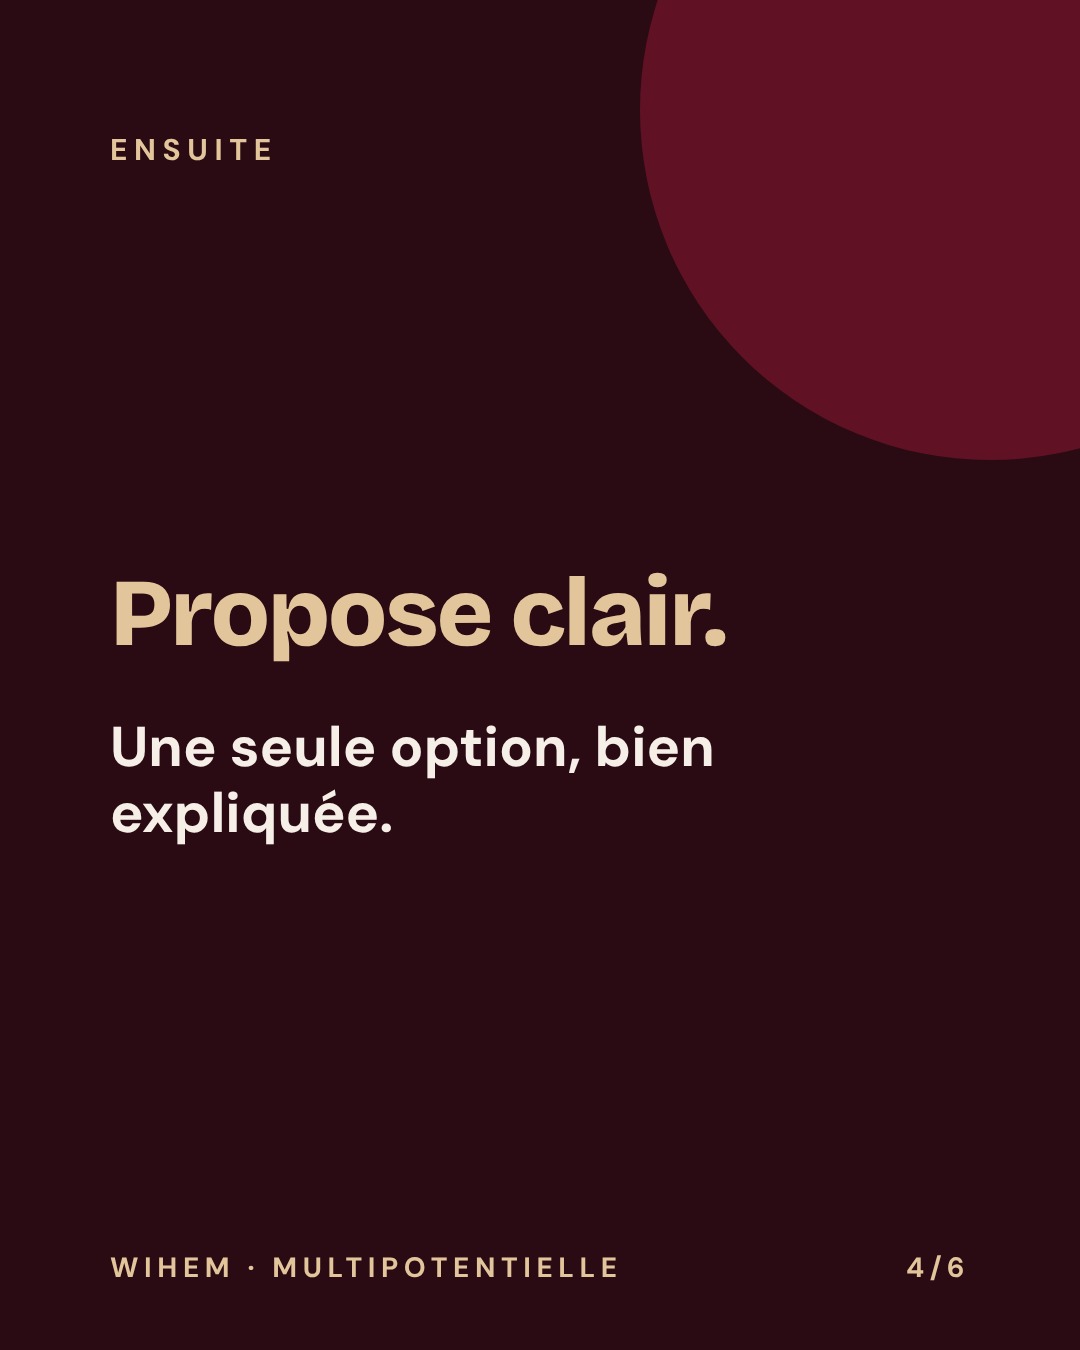 ENSUITE
Propose clair.
Une seule option, bien
expliquée.
WIHEM · MULTIPOTENTIELLE
4/6